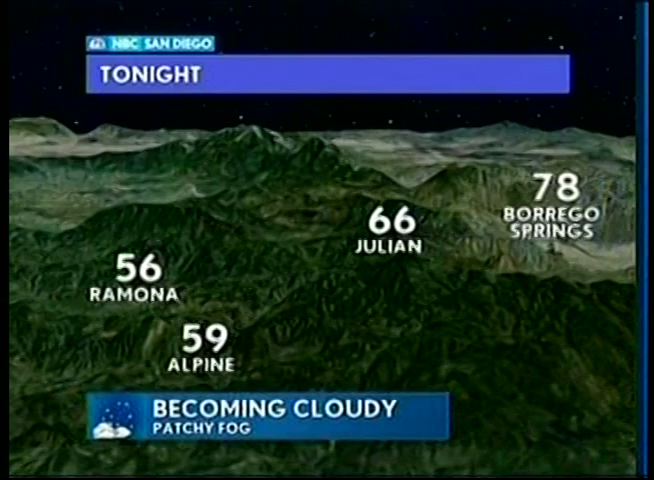 NBC SAN DIEGO
TONIGHT
78
BORREGO
SPRINGS
66
JULIAN
56
RAMONA
59
ALPINE
BECOMING CLOUDY
PATCHY FOG